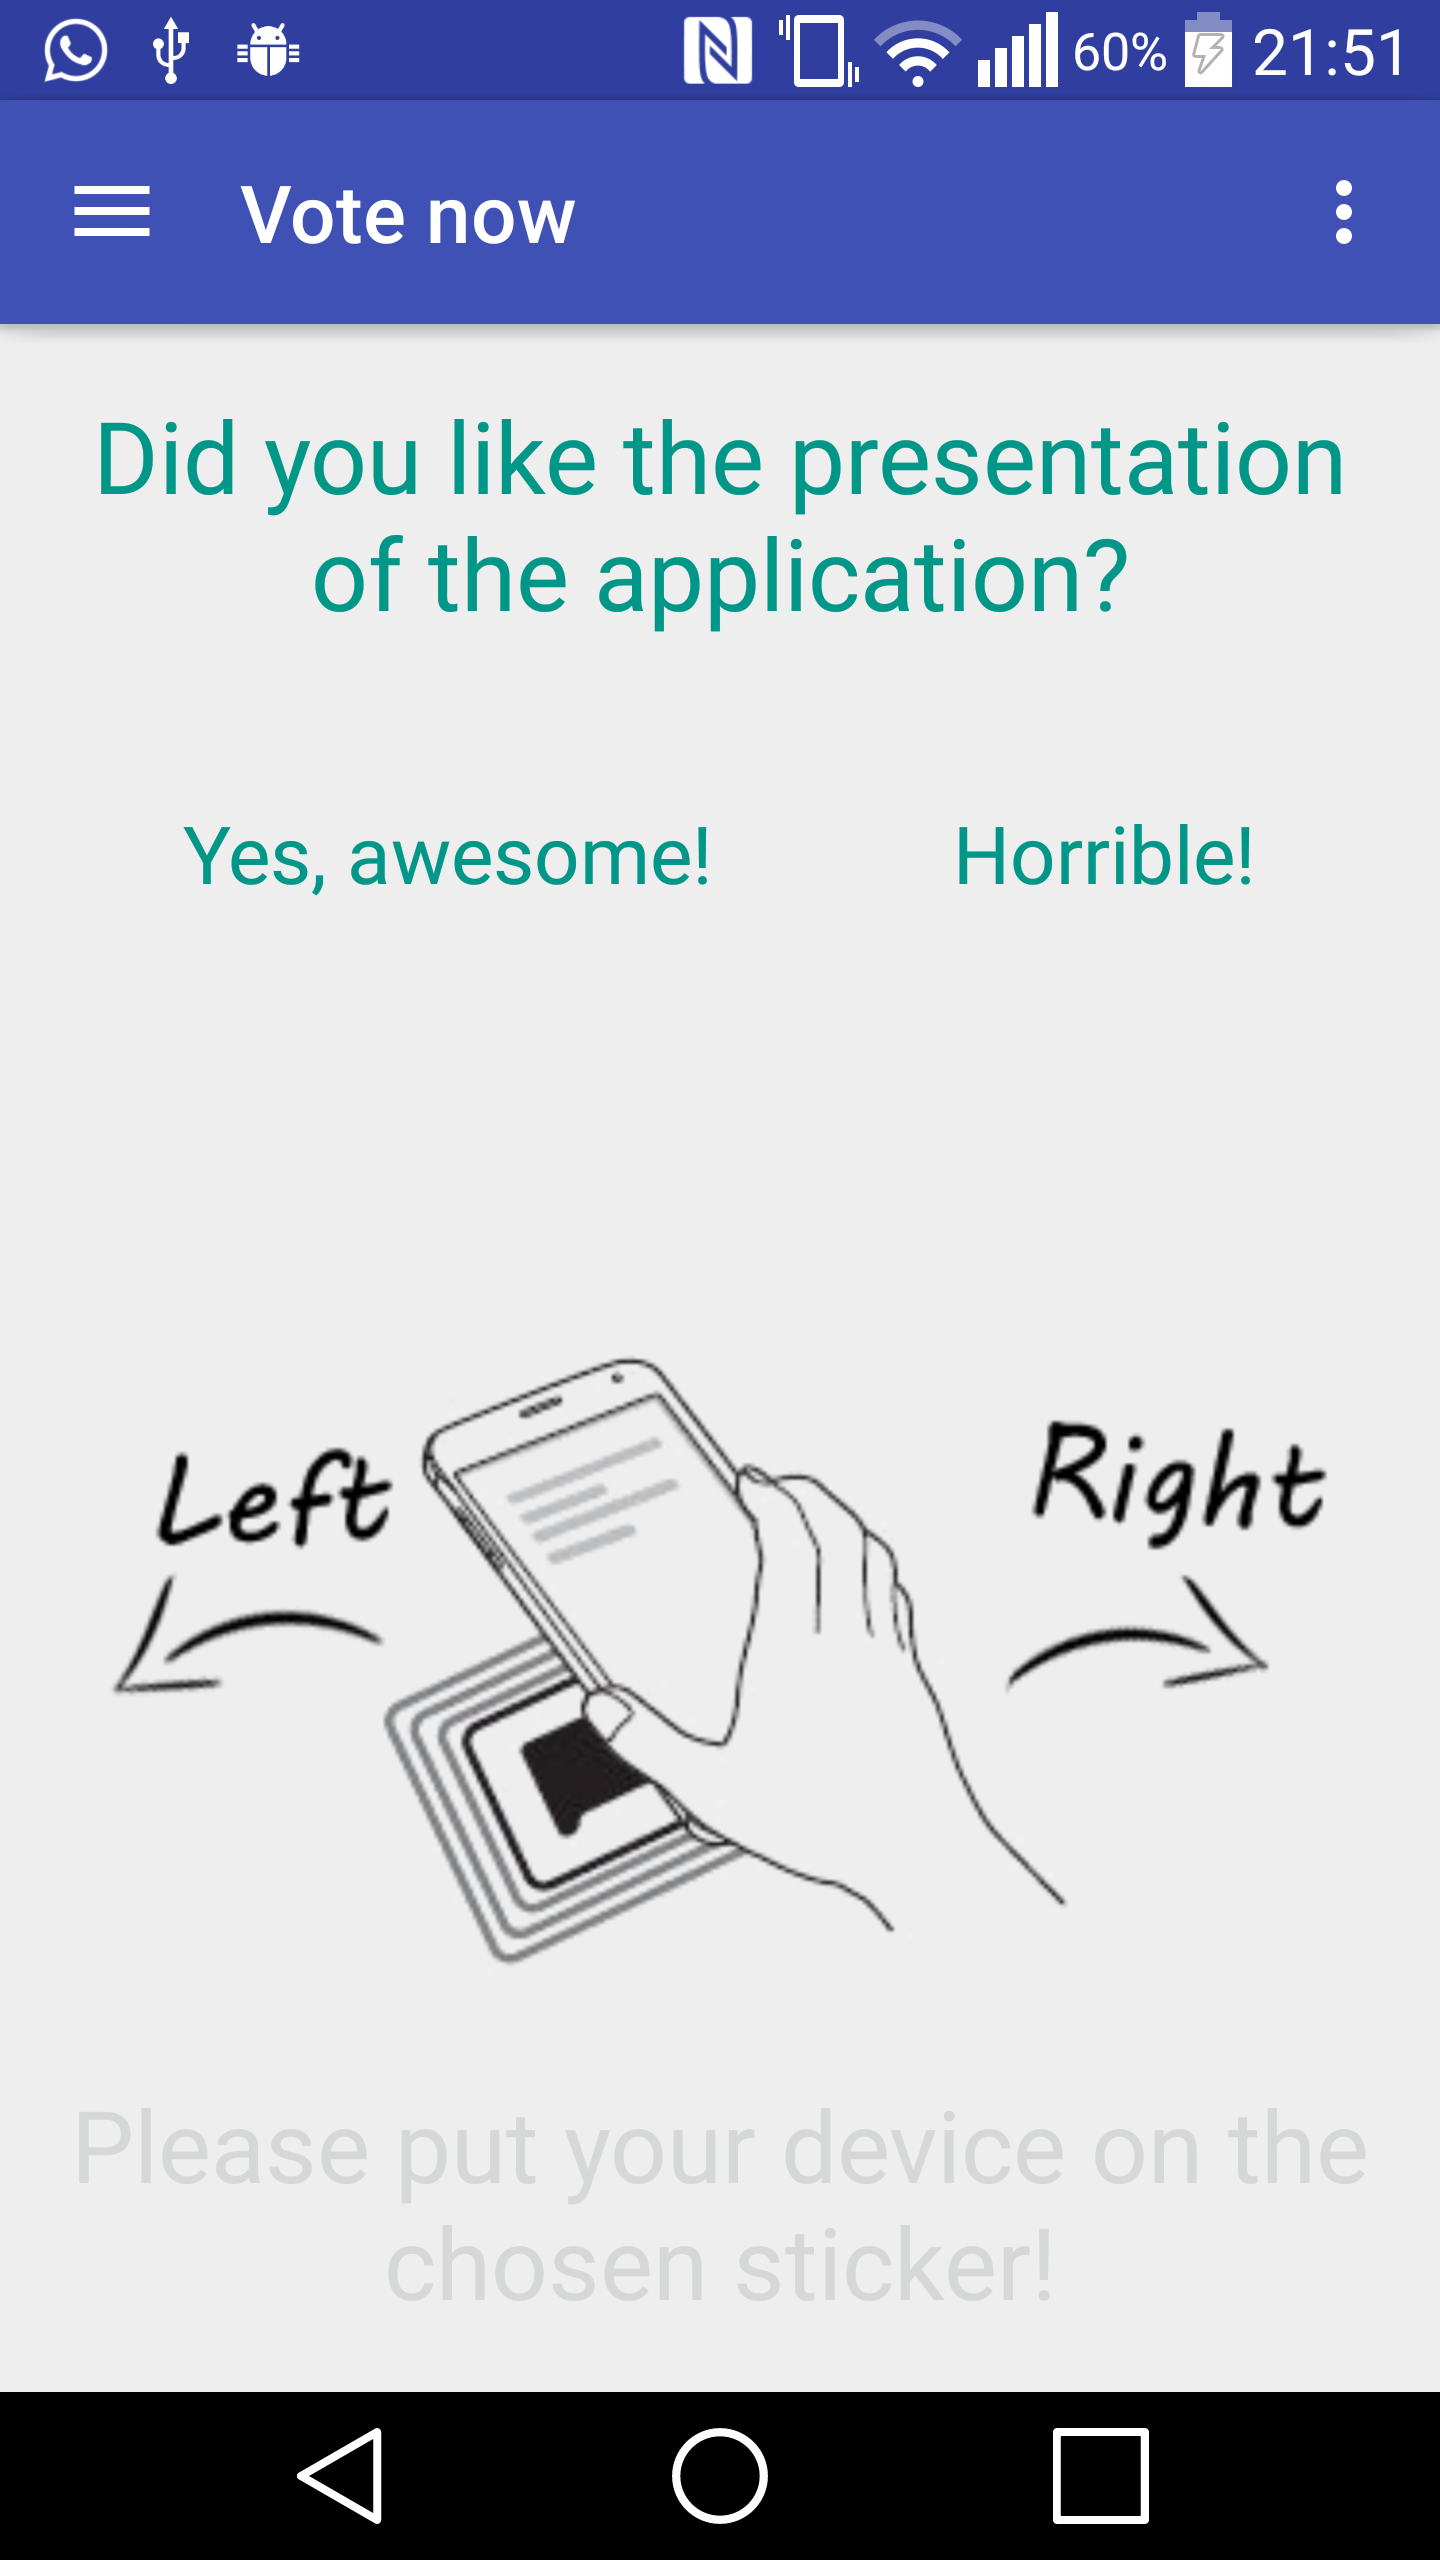 60% 21:51
Vote now
Did you like the presentation
of the application?
Yes, awesome! Horrible!
Left Right
Please put your device on the
chosen sticker!